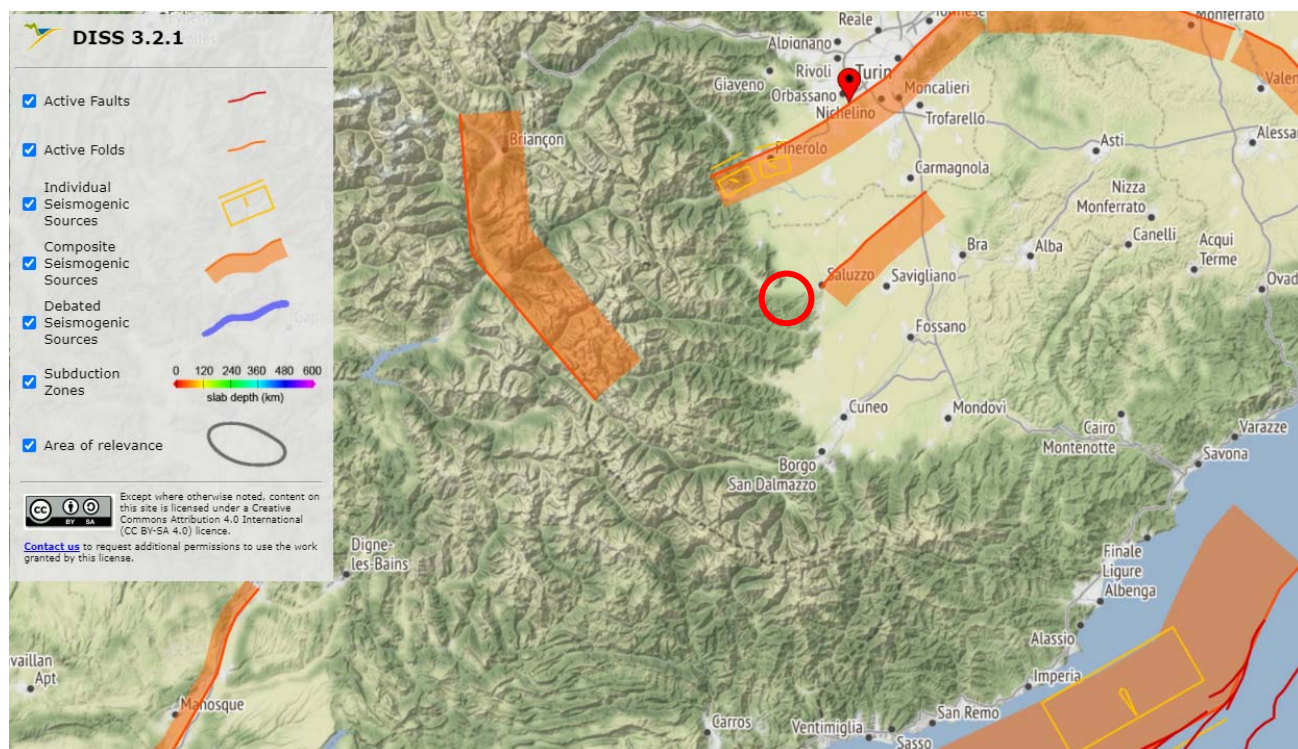 DISS 3.2.1
Active Faults
Active Folds
Individual
Seismogenic
Sources
Composite
Seismogenic
Sources
Debated
Seismogenic
Sources
Subduction
Zones
0 120 240 360 480 600
slab depth (km)
Area of relevance
cc
BY SA
Except where otherwise noted, content on
this site is licensed under a Creative
Commons Attribution 4.0 International
(CC BY-SA 4.0) licence.
Contact us to request additional permissions to use the work
granted by this license.
Reale
Monferrato
Alpignano
Rivoli
Turin
Giaveno
Orbassano
Moncalieri
Nichelino
Trofarello
Valen
Briançon
Pinerolo
Asti
Alessa
Carmagnola
Nizza
Monferrato
Canelli
Bra
Alba
Acqui
Terme
Saluzzo
Savigliano
Ovad
Fossano
Cuneo
Mondovì
Cairo
Montenotte
Varazze
Savona
Borgo
San Dalmazzo
Digne-
les-Bains
Finale
Ligure
Albenga
Alassio
Imperia
vaillan
Apt
Manosque
Carros
Ventimiglia
San Remo
Sasso